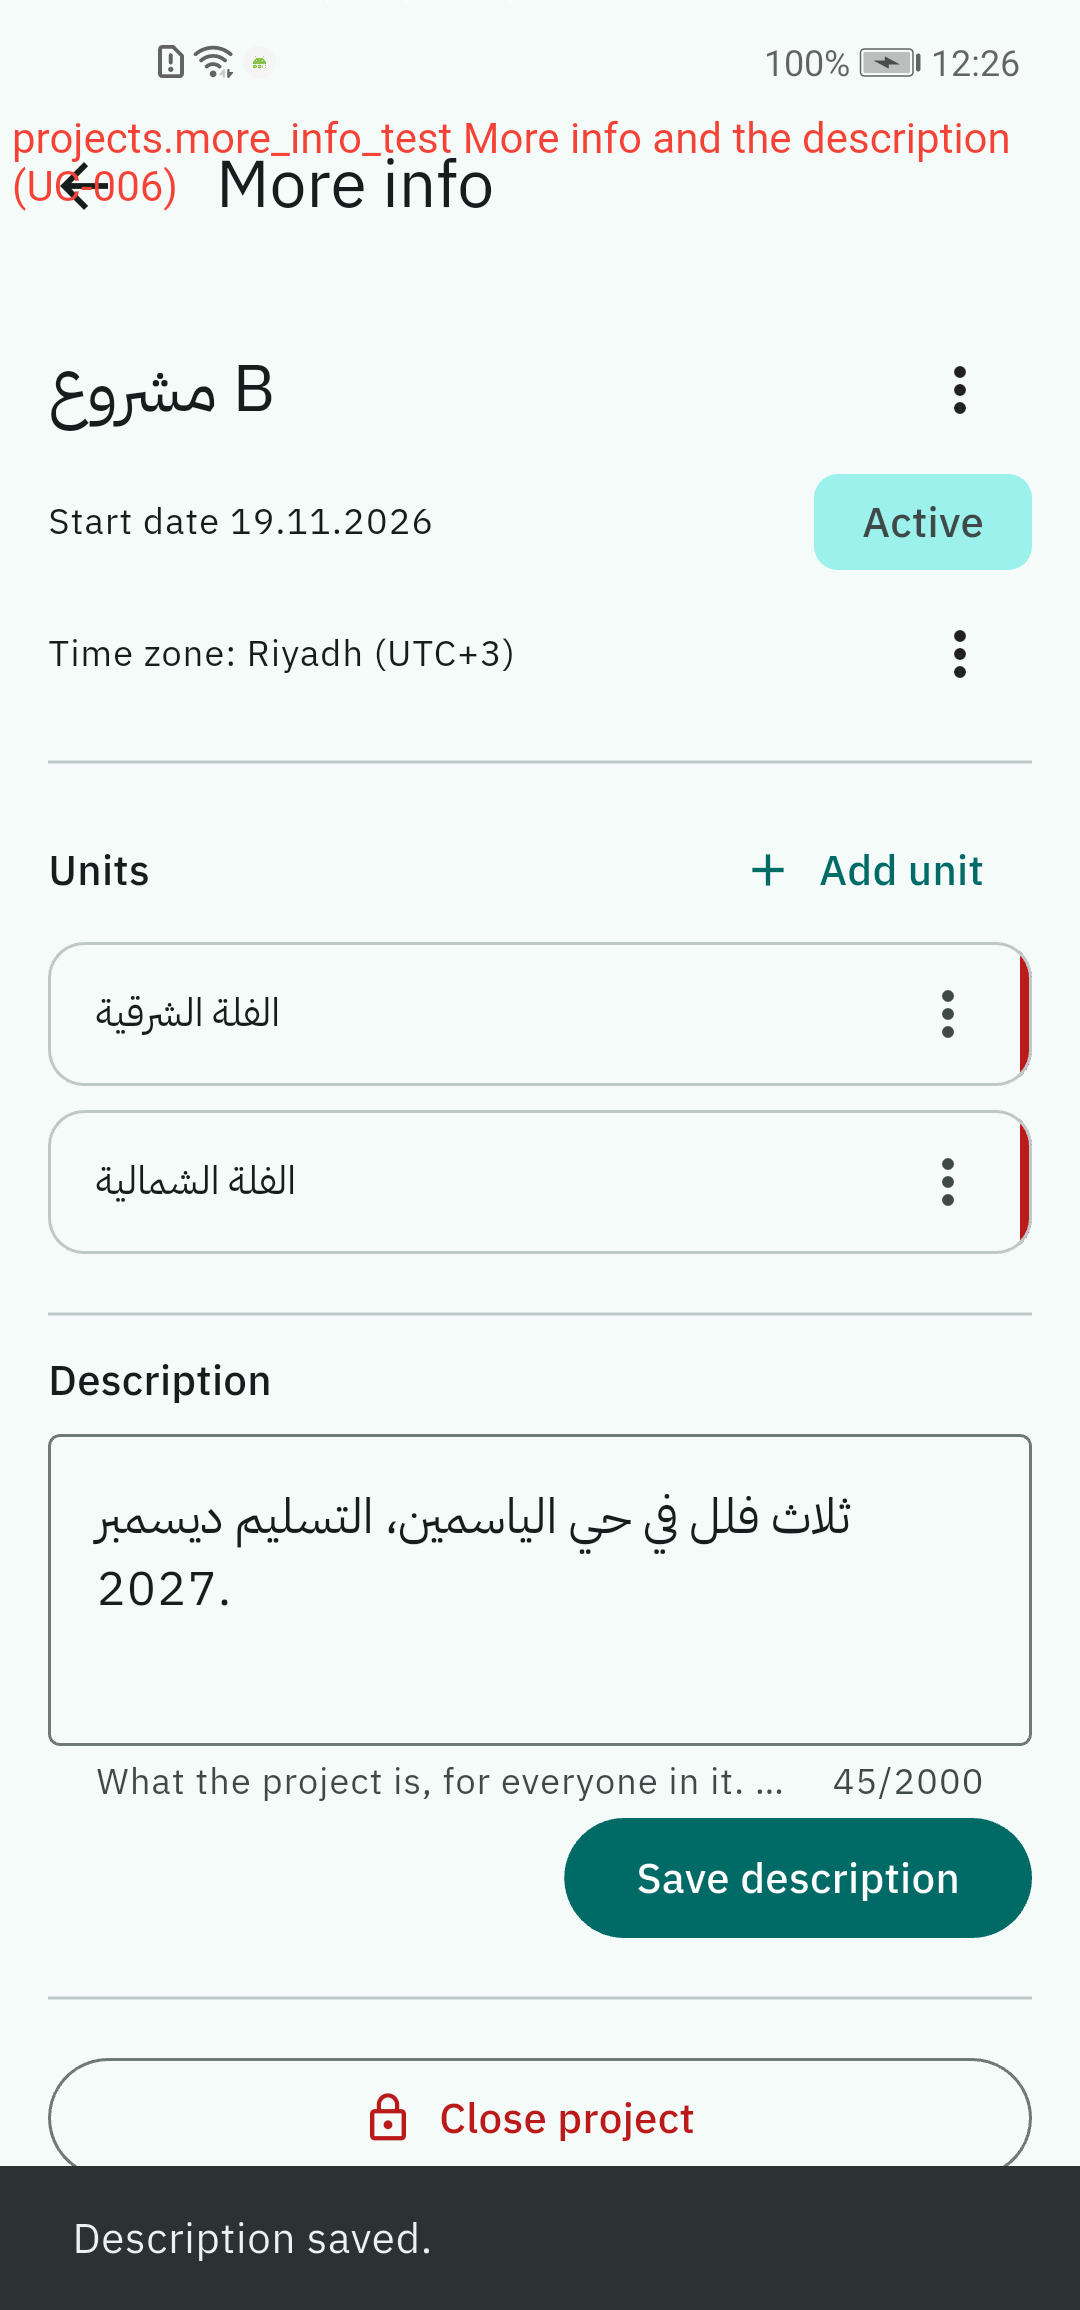 100% 12:26
projects.more_info_test More info and the description
(UC-006)
More info
مشروع B
Start date 19.11.2026
Active
Time zone: Riyadh (UTC+3)
Units
+ Add unit
الفلة الشرقية
الفلة الشمالية
Description
ثلاث فلل في حي الياسمين، التسليم ديسمبر
2027.
What the project is, for everyone in it. ...
45/2000
Save description
Close project
Description saved.